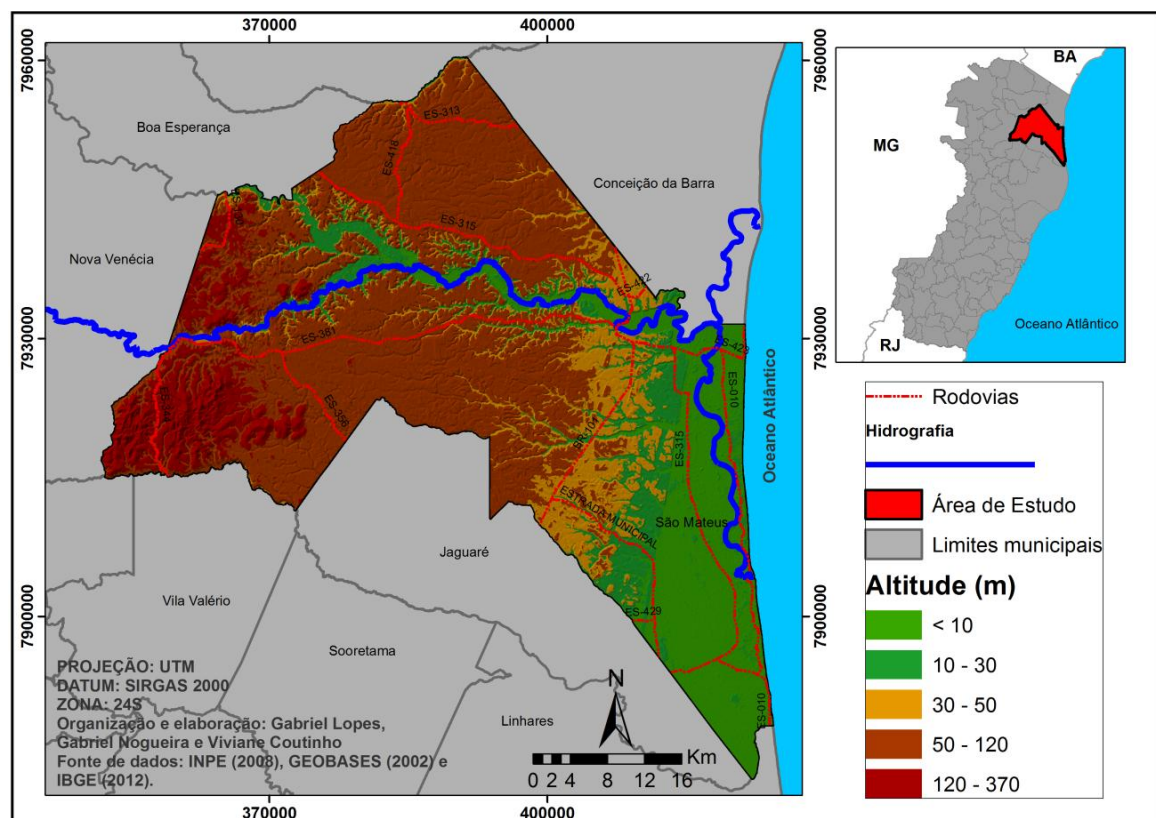 370000
400000
7960000
7960000
BA
ES-313
Boa Esperança
ES-418
MG
Conceição da Barra
ES-315
Nova Venécia
ES-422
ES-381
7930000
7930000
Oceano Atlântico
RJ
ES-010
ES-356
BR-101
ES-315
Oceano Atlântico
Rodovias
Hidrografia
ESTRADA MUNICIPAL
São Mateus
Área de Estudo
Jaguaré
Limites municipais
Vila Valério
Altitude (m)
7900000
7900000
ES-429
< 10
Sooretama
10 - 30
PROJEÇÃO: UTM
DATUM: SIRGAS 2000
ZONA: 24S
N
30 - 50
Organização e elaboração: Gabriel Lopes,
Gabriel Nogueira e Viviane Coutinho
Linhares
ES-010
50 - 120
Fonte de dados: INPE (2008), GEOBASES (2002) e
IBGE (2012).
Km
0 2 4 8 12 16
120 - 370
370000
400000